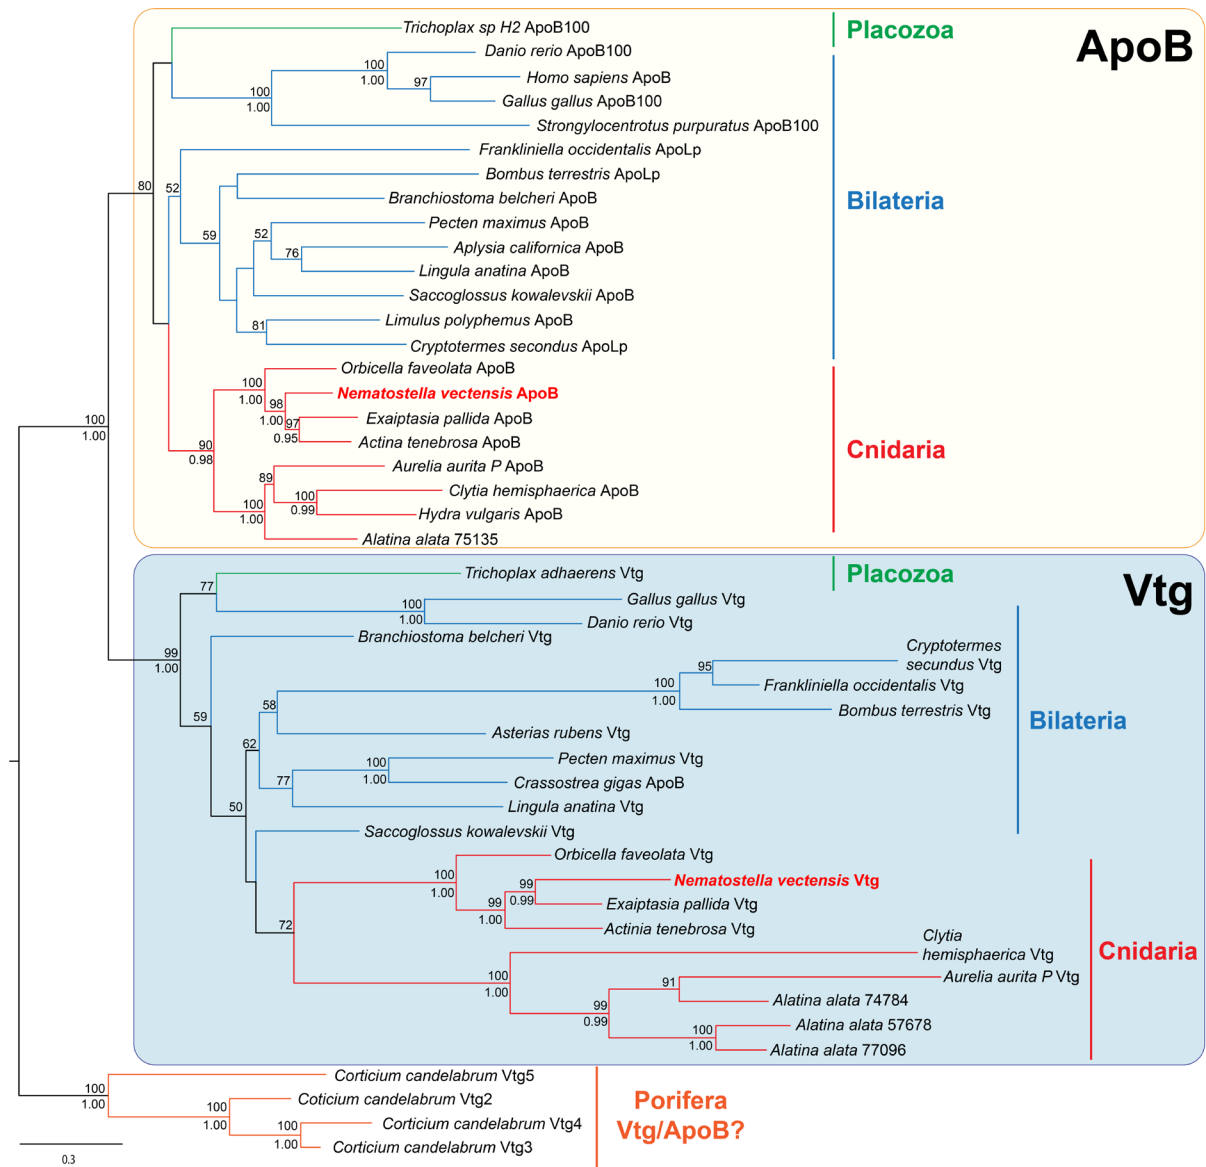 Trichoplax sp H2 ApoB100
Placozoa
ApoB
Danio rerio ApoB100
100
1.00
Homo sapiens ApoB
97
Gallus gallus ApoB100
100
1.00
Strongylocentrotus purpuratus ApoB100
Frankliniella occidentalis ApoLp
Bombus terrestris ApoLp
80
52
Branchiostoma belcheri ApoB
Bilateria
Pecten maximus ApoB
59
52
Aplysia californica ApoB
76
Lingula anatina ApoB
Saccoglossus kowalevskii ApoB
Limulus polyphemus ApoB
81
Cryptotermes secondus ApoLp
Orbicella faveolata ApoB
100
1.00
Nematostella vectensis ApoB
98
1.00
Exaiptasia pallida ApoB
97
0.95
Actina tenebrosa ApoB
100
1.00
90
0.98
Cnidaria
Aurelia aurita P ApoB
89
Clytia hemisphaerica ApoB
100
0.99
Hydra vulgaris ApoB
100
1.00
Alatina alata 75135
Trichoplax adhaerens Vtg
Placozoa
Vtg
77
Gallus gallus Vtg
100
1.00
Danio rerio Vtg
Branchiostoma belcheri Vtg
99
1.00
Cryptotermes
secundus Vtg
95
Frankliniella occidentalis Vtg
100
1.00
Bombus terrestris Vtg
Bilateria
59
58
Asterias rubens Vtg
62
Pecten maximus Vtg
100
1.00
Crassostrea gigas ApoB
77
Lingula anatina Vtg
50
Saccoglossus kowalevskii Vtg
Orbicella faveolata Vtg
100
1.00
Nematostella vectensis Vtg
99
0.99
Exaiptasia pallida Vtg
99
1.00
Actinia tenebrosa Vtg
72
Clytia
hemisphaerica Vtg
Cnidaria
100
1.00
Aurelia aurita P Vtg
91
Alatina alata 74784
99
0.99
Alatina alata 57678
100
1.00
Alatina alata 77096
Corticium candelabrum Vtg5
100
1.00
Coticium candelabrum Vtg2
100
1.00
Corticium candelabrum Vtg4
100
1.00
Corticium candelabrum Vtg3
Porifera
Vtg/ApoB?
0.3